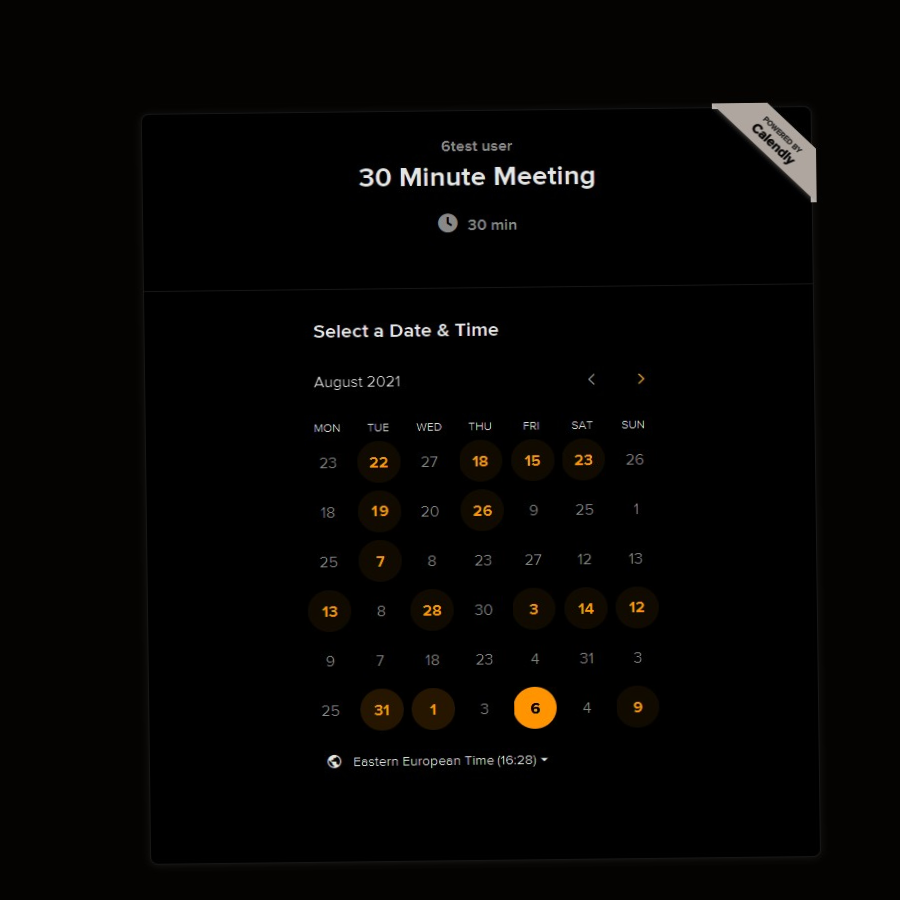 POWERED BY
Calendly
6test user
30 Minute Meeting
30 min
Select a Date & Time
August 2021
MON TUE WED THU FRI SAT SUN
23 22 27 18 15 23 26
18 19 20 26 9 25 1
25 7 8 23 27 12 13
13 8 28 30 3 14 12
9 7 18 23 4 31 3
25 31 1 3 6 4 9
Eastern European Time (16:28)